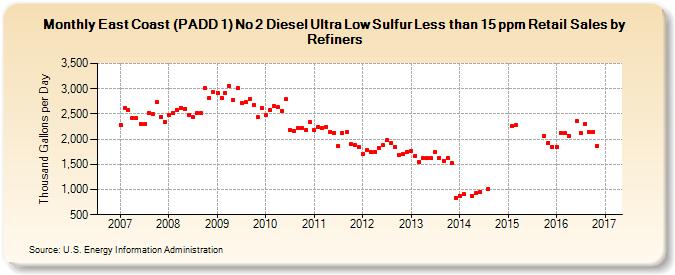 Monthly East Coast (PADD 1) No 2 Diesel Ultra Low Sulfur Less than 15 ppm Retail Sales by
Refiners
Thousand Gallons per Day
3,500
3,000
2,500
2,000
1,500
1,000
500
2007 2008 2009 2010 2011 2012 2013 2014 2015 2016 2017
Source: U.S. Energy Information Administration